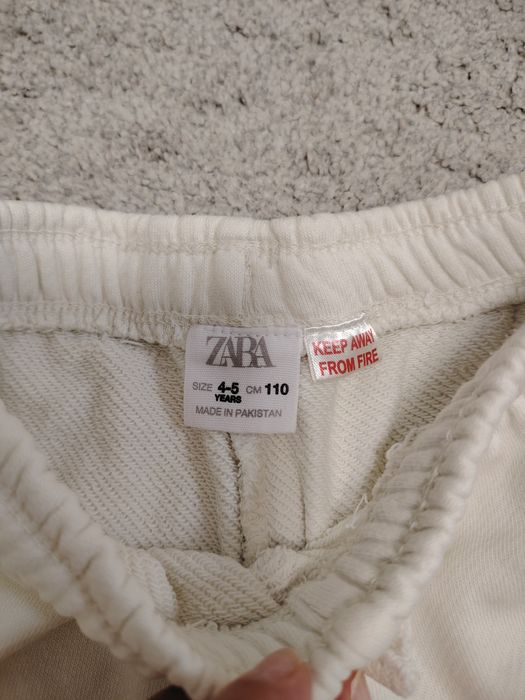 ZARA
SIZE 4-5 CM 110
YEARS
MADE IN PAKISTAN
KEEP AWAY
FROM FIRE